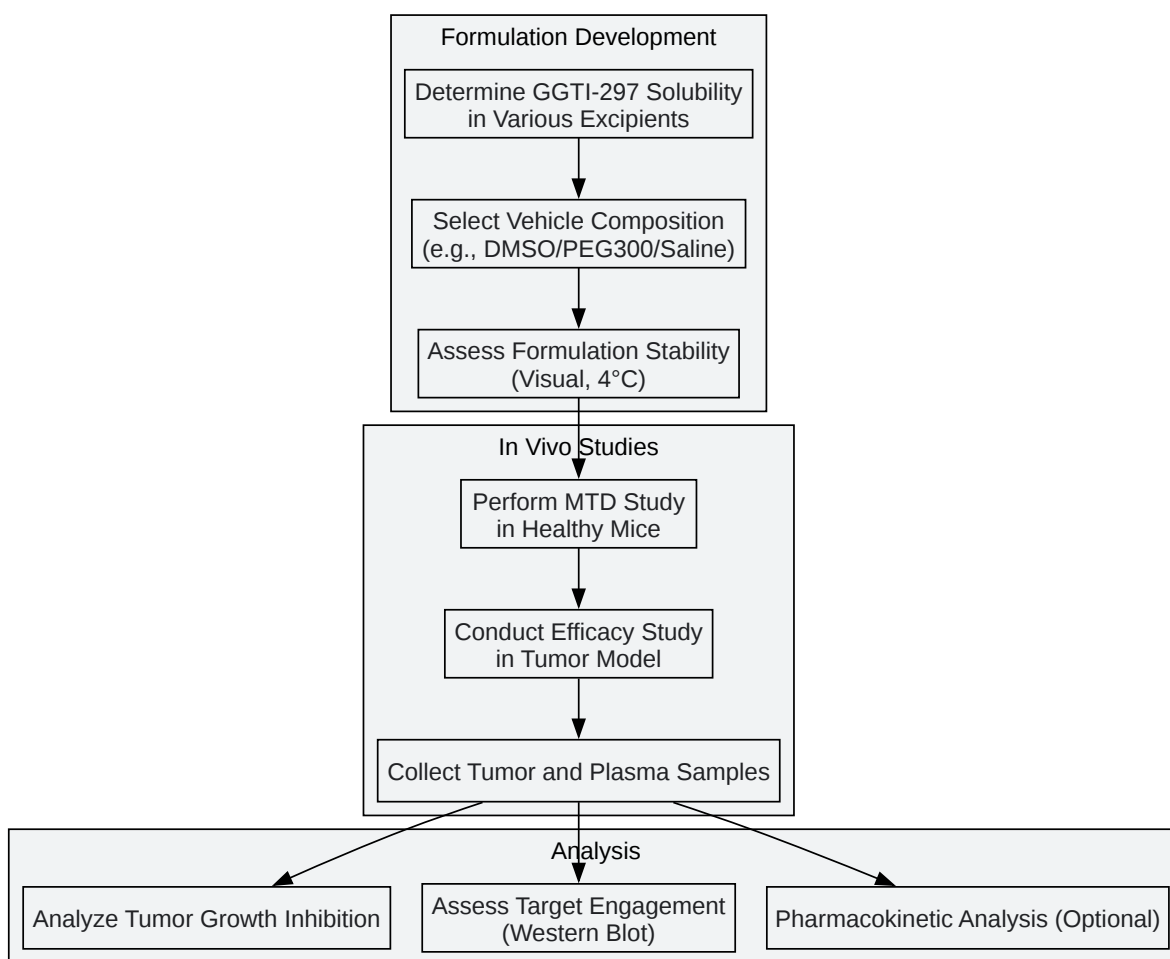 Formulation Development
Determine GGTI-297 Solubility
in Various Excipients
Select Vehicle Composition
(e.g., DMSO/PEG300/Saline)
Assess Formulation Stability
(Visual, 4°C)
In Vivo Studies
Perform MTD Study
in Healthy Mice
Conduct Efficacy Study
in Tumor Model
Collect Tumor and Plasma Samples
Analysis
Analyze Tumor Growth Inhibition
Assess Target Engagement
(Western Blot)
Pharmacokinetic Analysis (Optional)